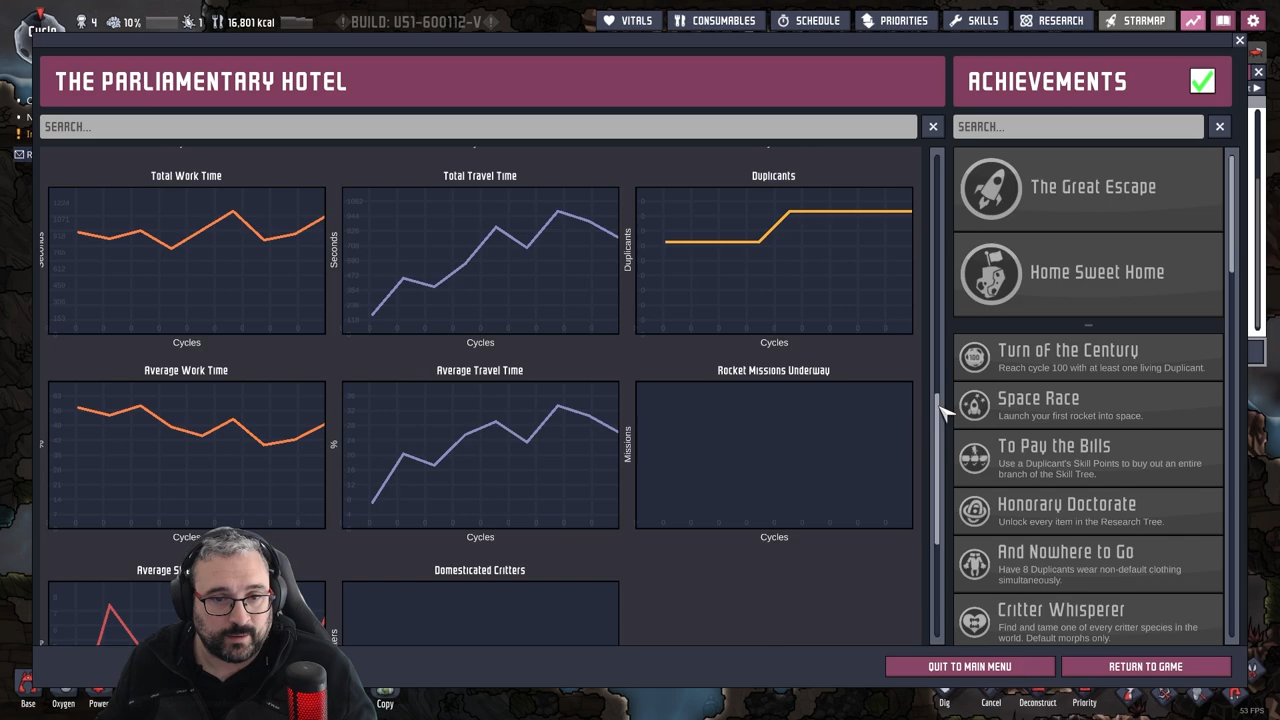 4
10%
1
16,801 kcal
BUILD: U51-600112-V
VITALS
CONSUMABLES
SCHEDULE
PRIORITIES
SKILLS
RESEARCH
STARMAP
THE PARLIAMENTARY HOTEL
ACHIEVEMENTS
SEARCH...
SEARCH...
Total Work Time
Total Travel Time
Duplicants
Seconds
Seconds
Duplicants
Cycles
Cycles
Cycles
Average Work Time
Average Travel Time
Rocket Missions Underway
%
%
Missions
Cycles
Cycles
Cycles
Domesticated Critters
The Great Escape
Home Sweet Home
Turn of the Century
Reach cycle 100 with at least one living Duplicant.
Space Race
Launch your first rocket into space.
To Pay the Bills
Use a Duplicant's Skill Points to buy out an entire
branch of the Skill Tree.
Honorary Doctorate
Unlock every item in the Research Tree.
And Nowhere to Go
Have 8 Duplicants wear non-default clothing
simultaneously.
Critter Whisperer
Find and tame one of every critter species in the
world. Default morphs only.
QUIT TO MAIN MENU
RETURN TO GAME
Base
Oxygen
Power
Copy
Dig
Cancel
Deconstruct
Priority
53 FPS